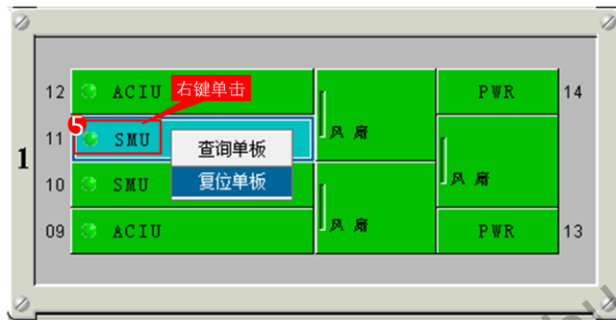 12 ACIU 右键单击 PWR 14
5
11 SMU 风扇
查询单板
1
10 SMU 复位单板 风扇
09 ACIU 风扇 PWR 13